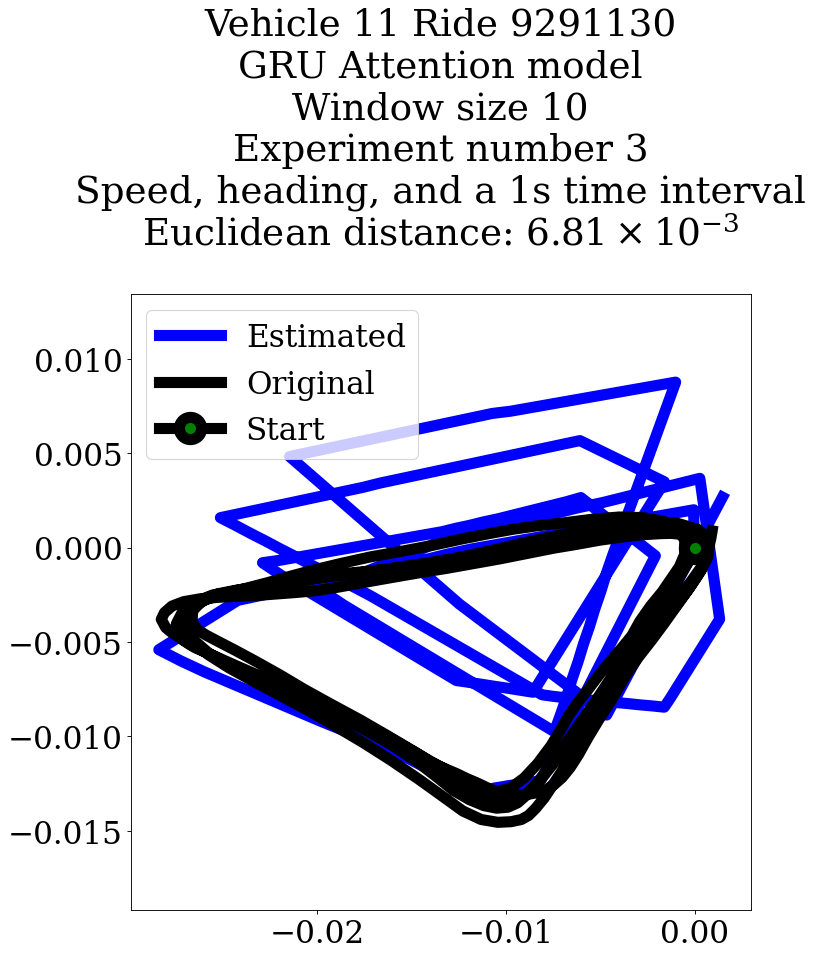 Vehicle 11 Ride 9291130
GRU Attention model
Window size 10
Experiment number 3
Speed, heading, and a 1s time interval
Euclidean distance: 6.81 × 10⁻³
Estimated
Original
Start
0.010
0.005
0.000
−0.005
−0.010
−0.015
−0.02
−0.01
0.00